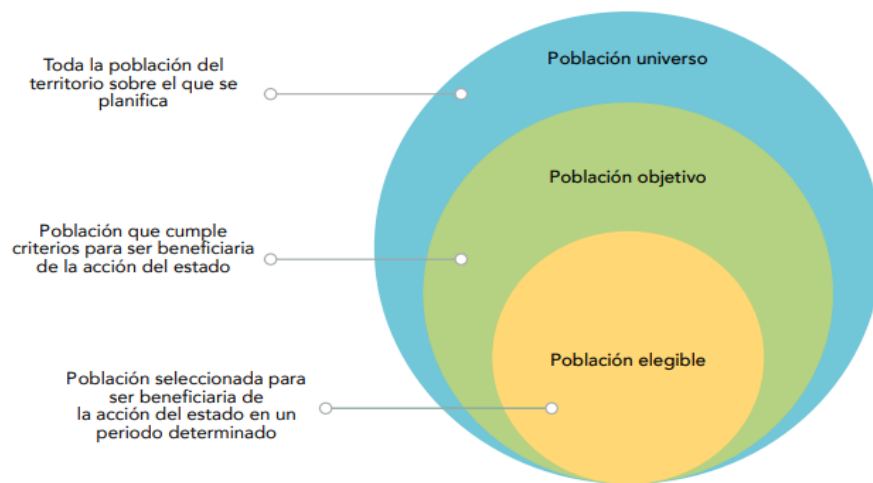 Toda la población del
territorio sobre el que se
planifica
Población universo
Población objetivo
Población que cumple
criterios para ser beneficiaria
de la acción del estado
Población elegible
Población seleccionada para
ser beneficiaria de
la acción del estado en un
periodo determinado